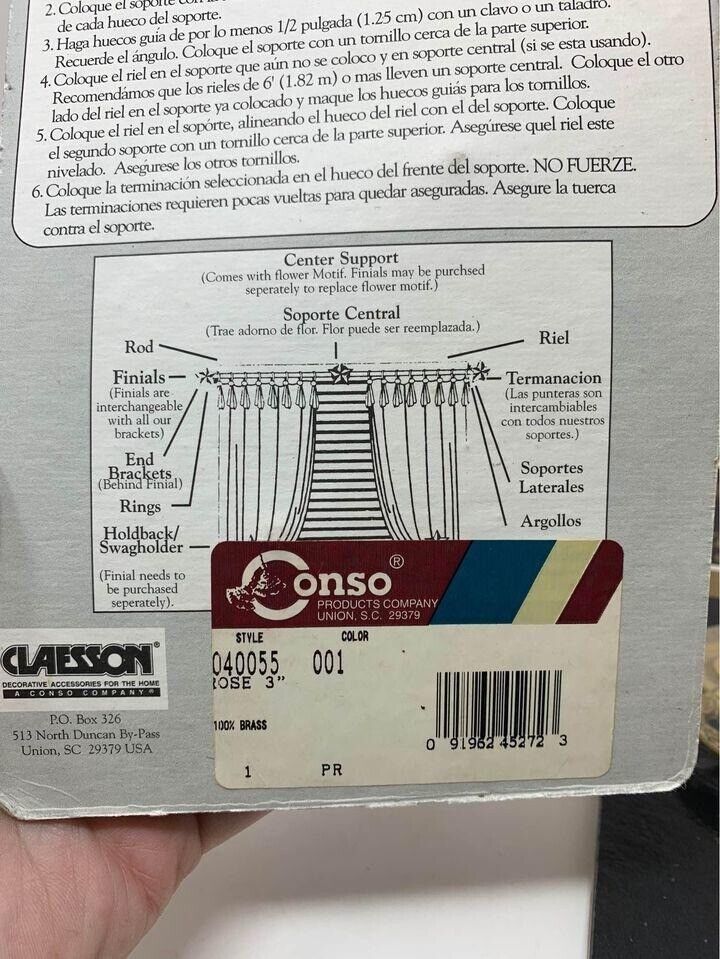 2. Coloque el soporte
de cada hueco del soporte.
3. Haga huecos guía de por lo menos 1/2 pulgada (1.25 cm) con un clavo o un taladro.
Recuerde el ángulo. Coloque el soporte con un tornillo cerca de la parte superior.
4. Coloque el riel en el soporte que aún no se coloco y en soporte central (si se esta usando).
Recomendámos que los rieles de 6' (1.82 m) o mas lleven un soporte central. Coloque el otro
lado del riel en el soporte ya colocado y maque los huecos guiás para los tornillos.
5. Coloque el riel en el sopórte, alineando el hueco del riel con el del soporte. Coloque
el segundo soporte con un tornillo cerca de la parte superior. Asegúrese quel riel este
nivelado. Asegurese los otros tornillos.
6. Coloque la terminación seleccionada en el hueco del frente del soporte. NO FUERZE.
Las terminaciones requieren pocas vueltas para quedar aseguradas. Asegure la tuerca
contra el soporte.
Center Support
(Comes with flower Motif. Finials may be purchsed
seperately to replace flower motif.)
Soporte Central
(Trae adorno de flor. Flor puede ser reemplazada.)
Rod
Riel
Finials
(Finials are
interchangeable
with all our
brackets)
Termanacion
(Las punteras son
intercambiables
con todos nuestros
soportes.)
End
Brackets
(Behind Finial)
Soportes
Laterales
Rings
Argollos
Holdback/
Swagholder
(Finial needs to
be purchased
seperately).
Conso®
PRODUCTS COMPANY
UNION, S.C. 29379
STYLE COLOR
040055 001
ROSE 3"
100% BRASS
1 PR
0 91962 45272 3
CLAESSON®
DECORATIVE ACCESSORIES FOR THE HOME
A CONSO COMPANY®
P.O. Box 326
513 North Duncan By-Pass
Union, SC 29379 USA